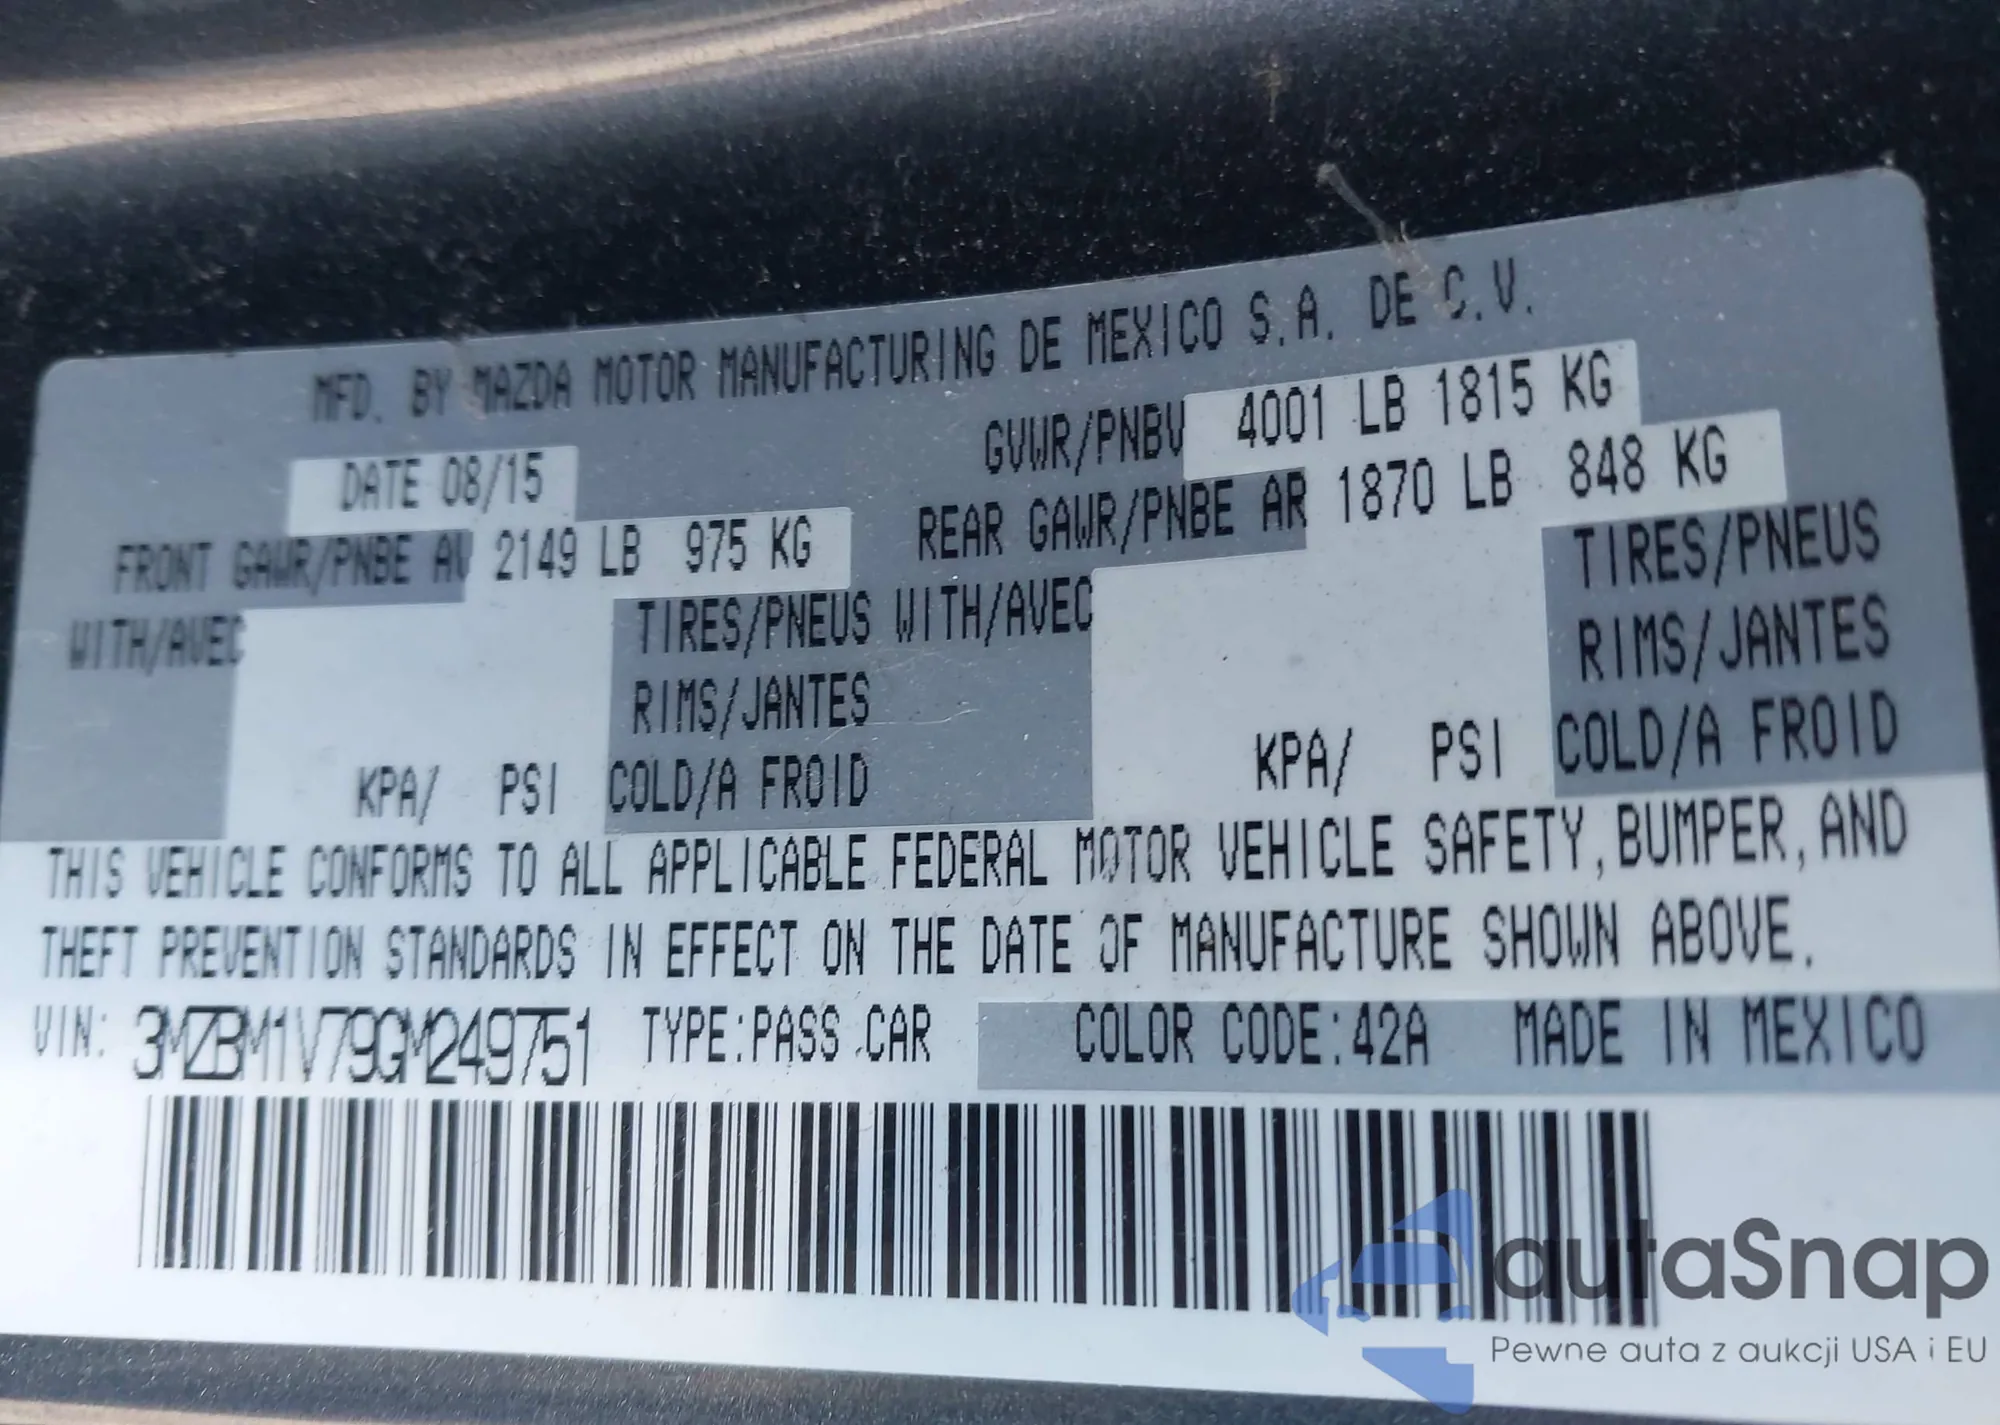 MFD. BY MAZDA MOTOR MANUFACTURING DE MEXICO S.A. DE C.V.
DATE 08/15 GVWR/PNBV 4001 LB 1815 KG
FRONT GAWR/PNBE AV 2149 LB 975 KG REAR GAWR/PNBE AR 1870 LB 848 KG
WITH/AVEC TIRES/PNEUS WITH/AVEC TIRES/PNEUS
RIMS/JANTES RIMS/JANTES
KPA/ PSI COLD/A FROID KPA/ PSI COLD/A FROID
THIS VEHICLE CONFORMS TO ALL APPLICABLE FEDERAL MOTOR VEHICLE SAFETY, BUMPER, AND
THEFT PREVENTION STANDARDS IN EFFECT ON THE DATE OF MANUFACTURE SHOWN ABOVE.
VIN: 3MZBM1V79GM249751 TYPE:PASS.CAR COLOR CODE:42A MADE IN MEXICO
autaSnap
Pewne auta z aukcji USA i EU